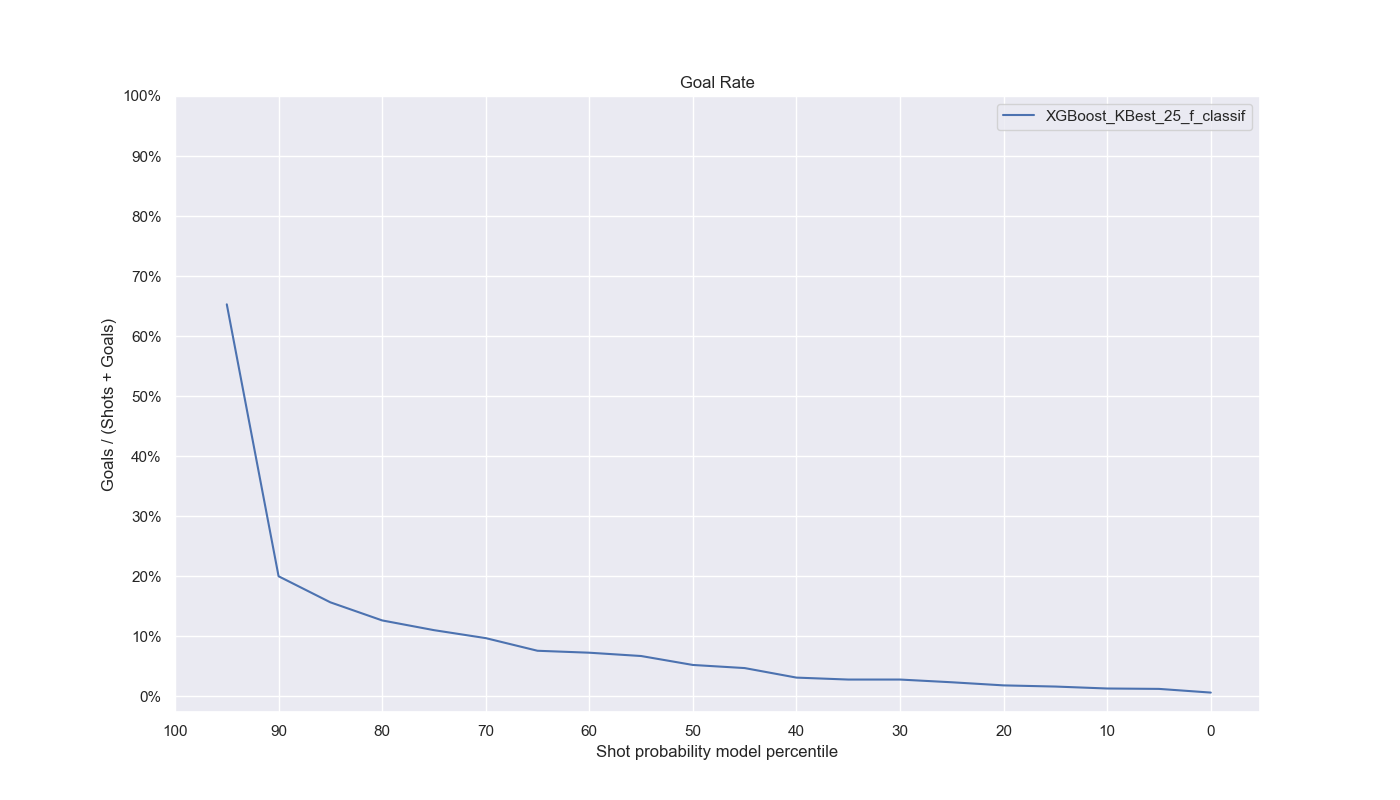 Goal Rate
100%
90%
80%
70%
60%
50%
40%
30%
20%
10%
0%
Goals / (Shots + Goals)
XGBoost_KBest_25_f_classif
100 90 80 70 60 50 40 30 20 10 0
Shot probability model percentile